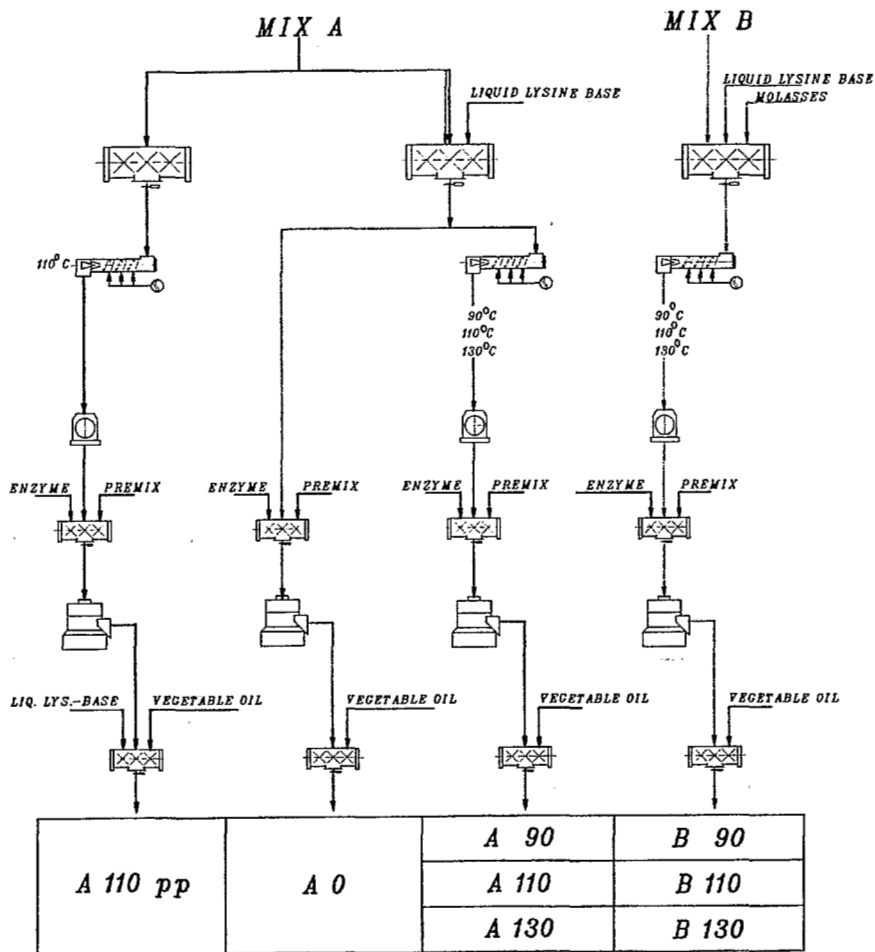 MIX A
MIX B
LIQUID LYSINE BASE
LIQUID LYSINE BASE
MOLASSES
110°C
90°C
110°C
130°C
90°C
110°C
130°C
ENZYME
PREMIX
ENZYME
PREMIX
ENZYME
PREMIX
ENZYME
PREMIX
LIQ. LYS.-BASE
VEGETABLE OIL
VEGETABLE OIL
VEGETABLE OIL
VEGETABLE OIL
A 110 pp
A 0
A 90
B 90
A 110
B 110
A 130
B 130